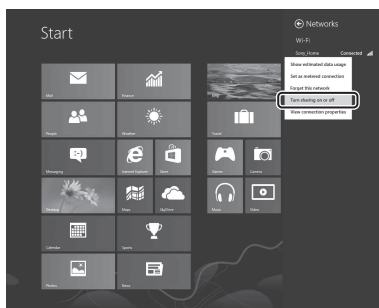 Start
Networks
Wi-Fi
Sony_Home Connected
Show estimated data usage
Set as metered connection
Forget this network
Turn sharing on or off
View connection properties
Mail
Finance
People
Weather
Travel
Messaging
Internet Explorer
Store
Games
Camera
Desktop
Maps
SkyDrive
Music
Video
Calendar
Sports
Photos
News